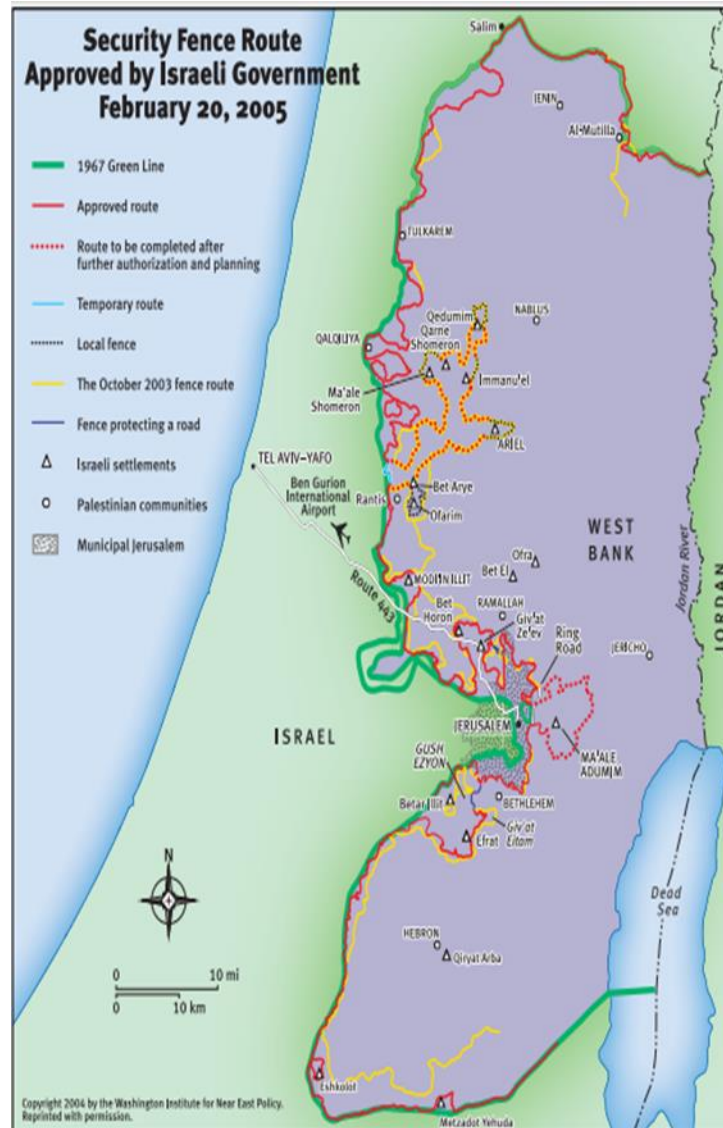 Security Fence Route
Approved by Israeli Government
February 20, 2005
1967 Green Line
Approved route
Route to be completed after
further authorization and planning
Temporary route
Local fence
The October 2003 fence route
Fence protecting a road
Israeli settlements
Palestinian communities
Municipal Jerusalem
Salim
JENIN
Al-Mutilla
TULKAREM
Qedumim
Qarne
Shomeron
NABLUS
QALQILIYA
Ma'ale
Shomeron
Immanu'el
ARIEL
TEL AVIV–YAFO
Ben Gurion
International
Airport
Rantis
Bet Arye
Ofarim
WEST
BANK
Jordan River
JORDAN
Route 443
MODI'IN ILLIT
Ofra
Bet El
Bet
Horon
RAMALLAH
Giv'at
Ze'ev
Ring
Road
JERICHO
ISRAEL
JERUSALEM
MA'ALE
ADUMIM
GUSH
EZYON
Betar Illit
BETHLEHEM
Giv'at
Eitam
Efrat
N
Dead
Sea
HEBRON
Qiryat Arba
0 10 mi
0 10 km
Eshkolot
Metzadot Yehuda
Copyright 2004 by the Washington Institute for Near East Policy.
Reprinted with permission.